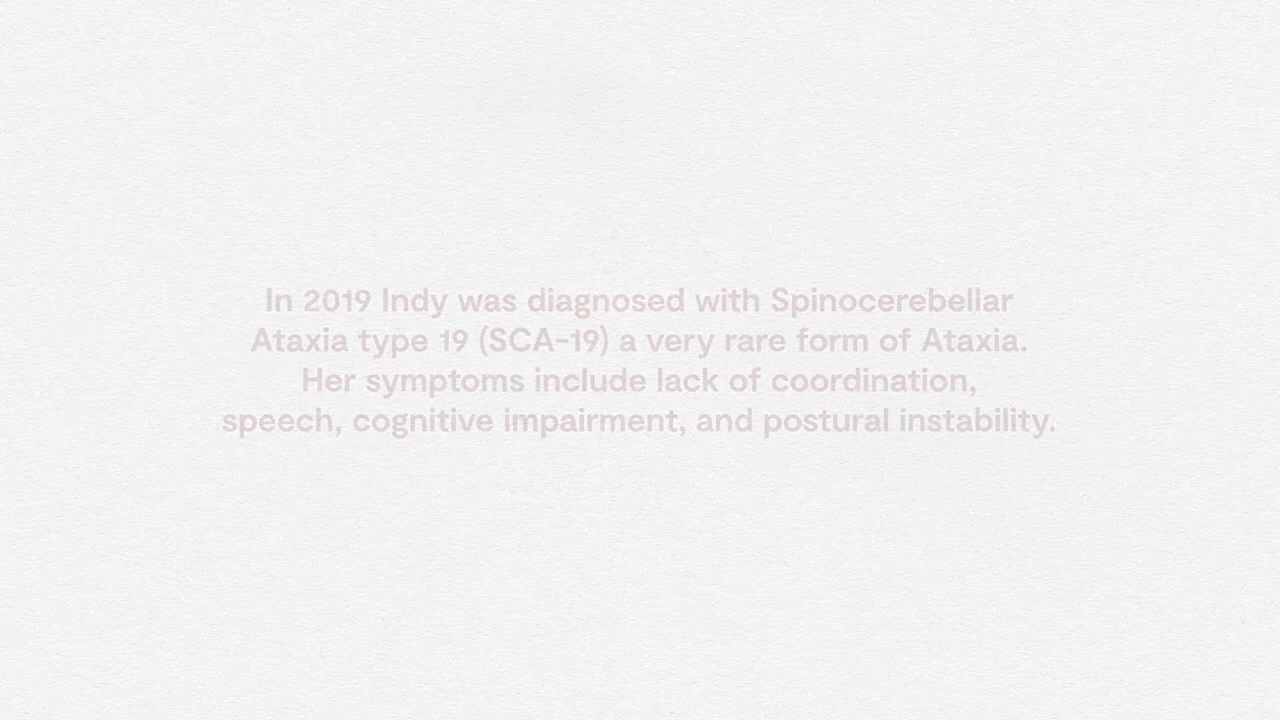 In 2019 Indy was diagnosed with Spinocerebellar
Ataxia type 19 (SCA-19) a very rare form of Ataxia.
Her symptoms include lack of coordination,
speech, cognitive impairment, and postural instability.